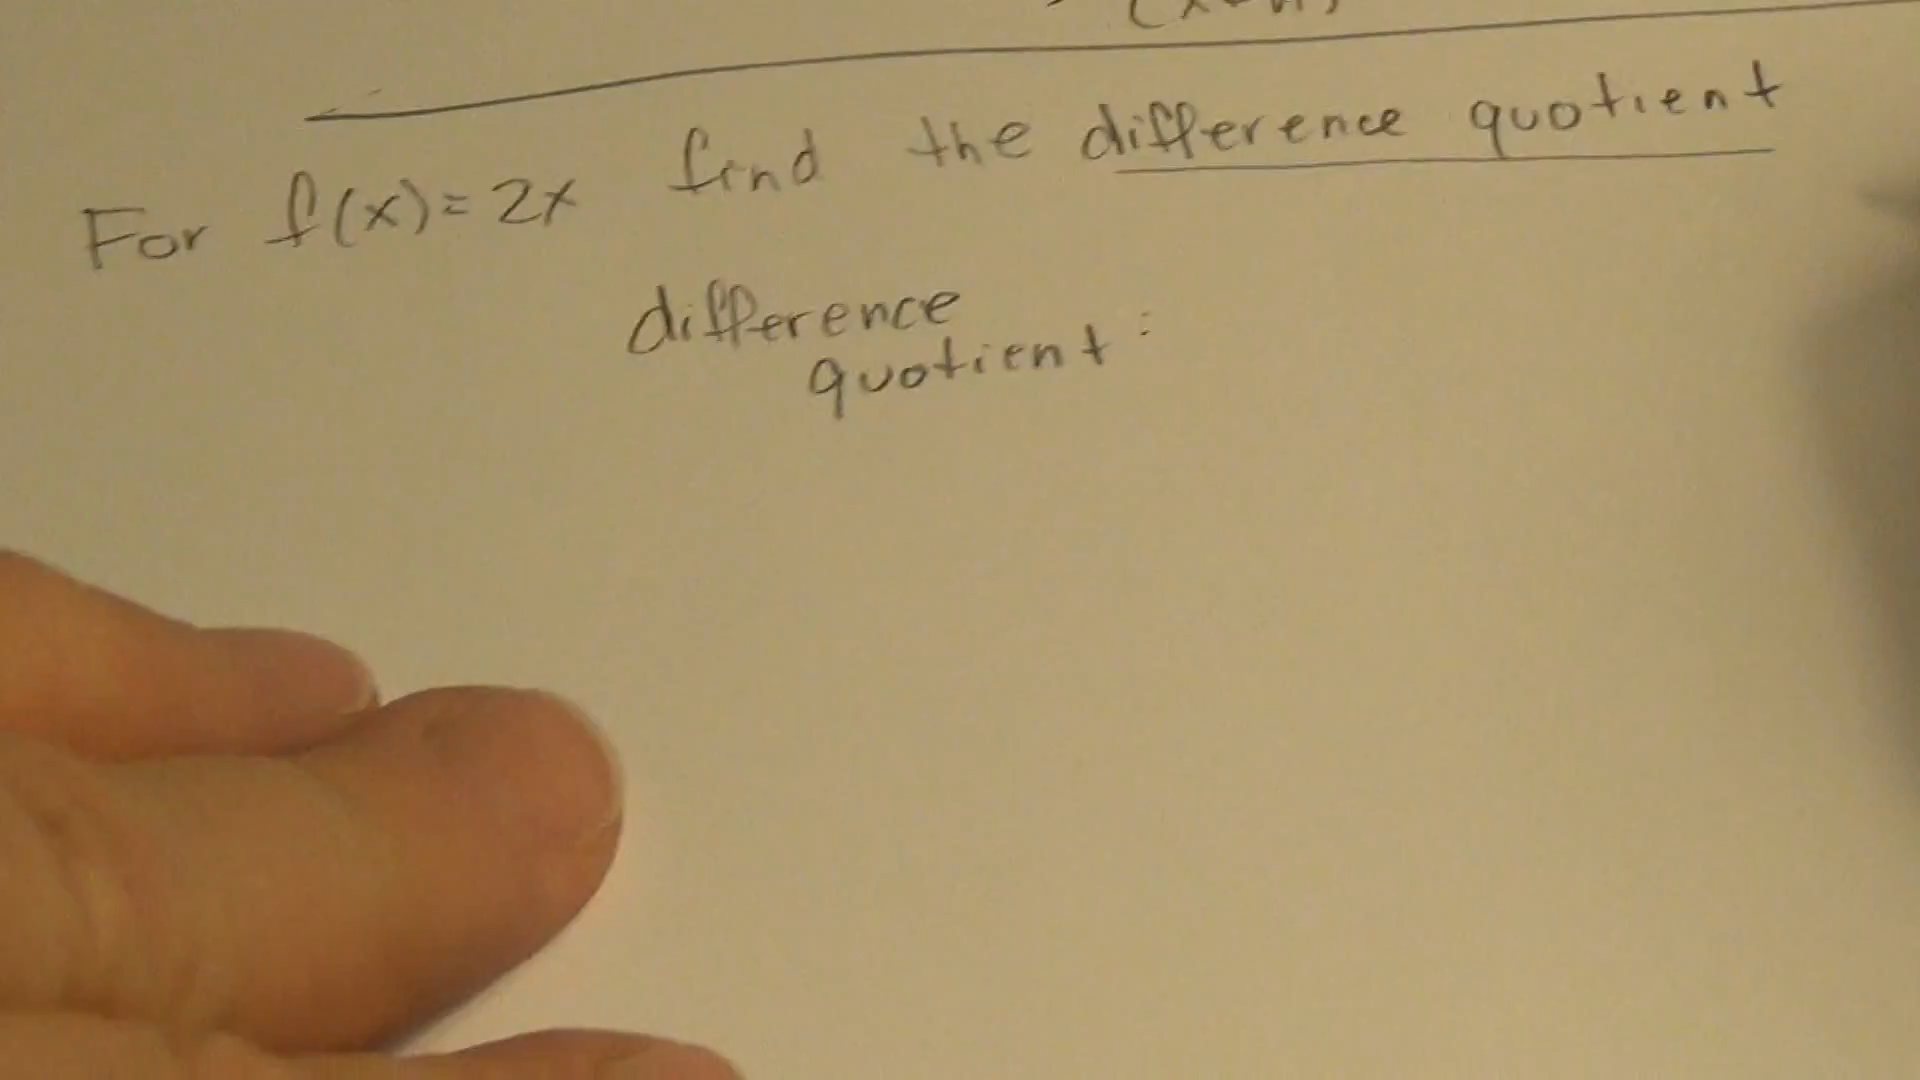 For f(x)=2x find the difference quotient
difference
quotient: